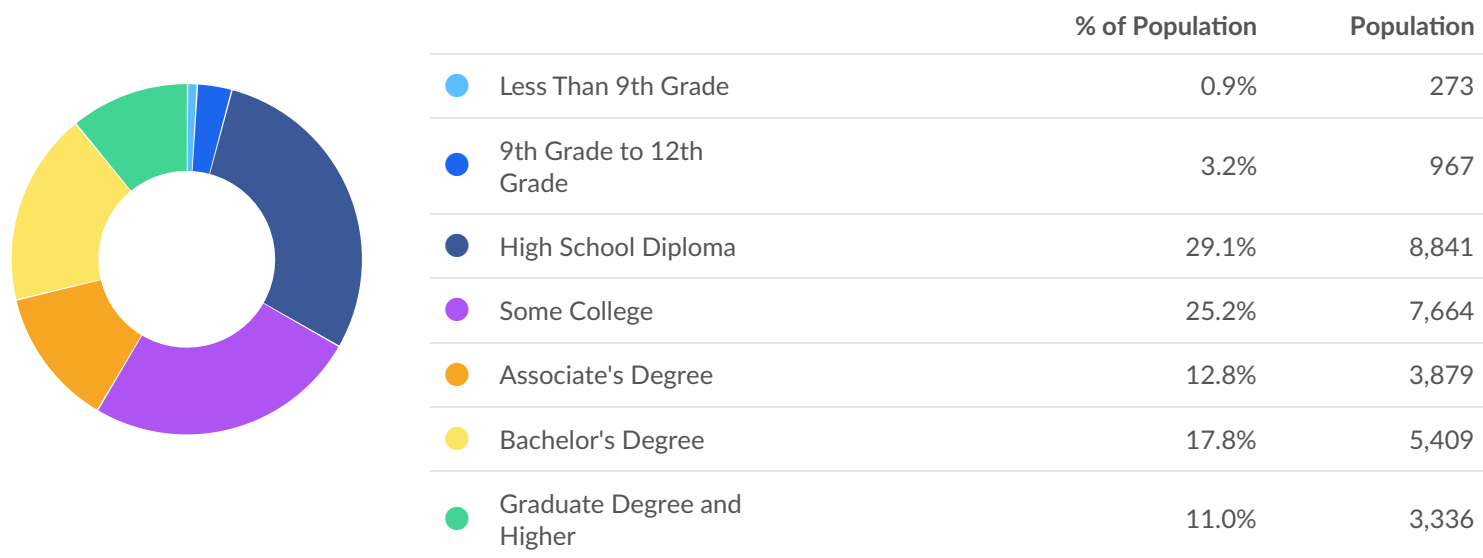 % of Population Population
Less Than 9th Grade 0.9% 273
9th Grade to 12th
Grade 3.2% 967
High School Diploma 29.1% 8,841
Some College 25.2% 7,664
Associate's Degree 12.8% 3,879
Bachelor's Degree 17.8% 5,409
Graduate Degree and
Higher 11.0% 3,336